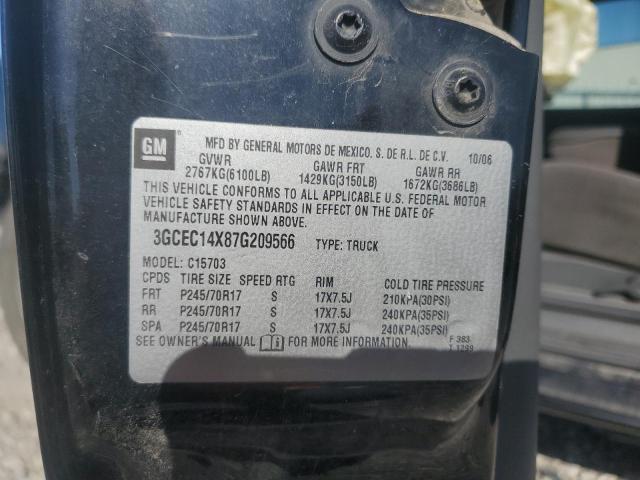 GM
MFD BY GENERAL MOTORS DE MEXICO, S. DE R.L. DE C.V. 10/06
GVWR GAWR FRT GAWR RR
2767KG(6100LB) 1429KG(3150LB) 1672KG(3686LB)
THIS VEHICLE CONFORMS TO ALL APPLICABLE U.S. FEDERAL MOTOR
VEHICLE SAFETY STANDARDS IN EFFECT ON THE DATE OF
MANUFACTURE SHOWN ABOVE.
3GCEC14X87G209566 TYPE: TRUCK
MODEL: C15703
CPDS TIRE SIZE SPEED RTG RIM COLD TIRE PRESSURE
FRT P245/70R17 S 17X7.5J 210KPA(30PSI)
RR P245/70R17 S 17X7.5J 240KPA(35PSI)
SPA P245/70R17 S 17X7.5J 240KPA(35PSI)
SEE OWNER'S MANUAL FOR MORE INFORMATION. F 383
T 1299